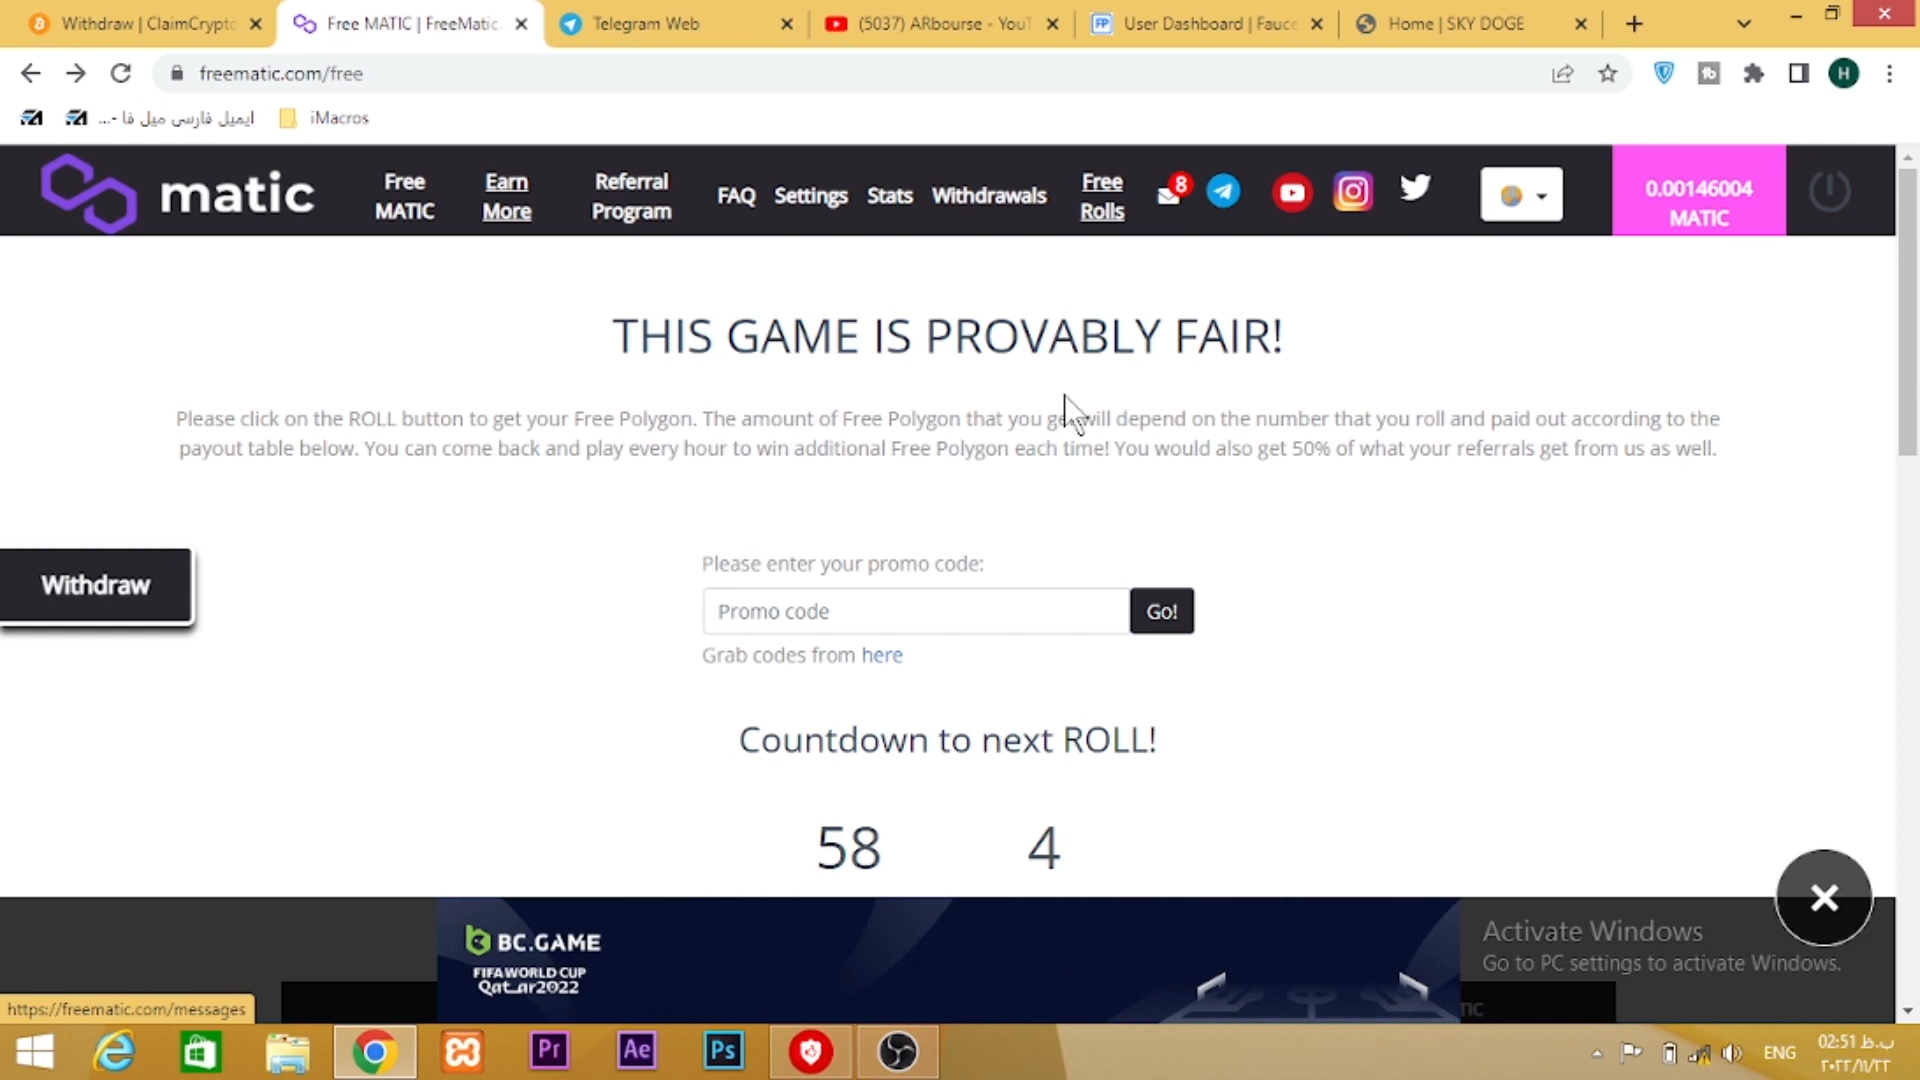 Withdraw | ClaimCrypto
Free MATIC | FreeMatic
Telegram Web
(5037) ARbourse - YouT
User Dashboard | Fauce
Home | SKY DOGE
freematic.com/free
H
ایمیل فارسی میل فا -...
iMacros
matic
Free MATIC
Earn More
Referral Program
FAQ
Settings
Stats
Withdrawals
Free Rolls
8
0.00146004 MATIC
THIS GAME IS PROVABLY FAIR!
Please click on the ROLL button to get your Free Polygon. The amount of Free Polygon that you get will depend on the number that you roll and paid out according to the
payout table below. You can come back and play every hour to win additional Free Polygon each time! You would also get 50% of what your referrals get from us as well.
Withdraw
Please enter your promo code:
Promo code
Go!
Grab codes from here
Countdown to next ROLL!
58 4
BC.GAME
FIFA WORLD CUP
Qatar2022
Activate Windows
Go to PC settings to activate Windows.
https://freematic.com/messages
Pr
Ae
Ps
ENG
02:51 ب.ظ
٢٠٢٢/١١/٢٢